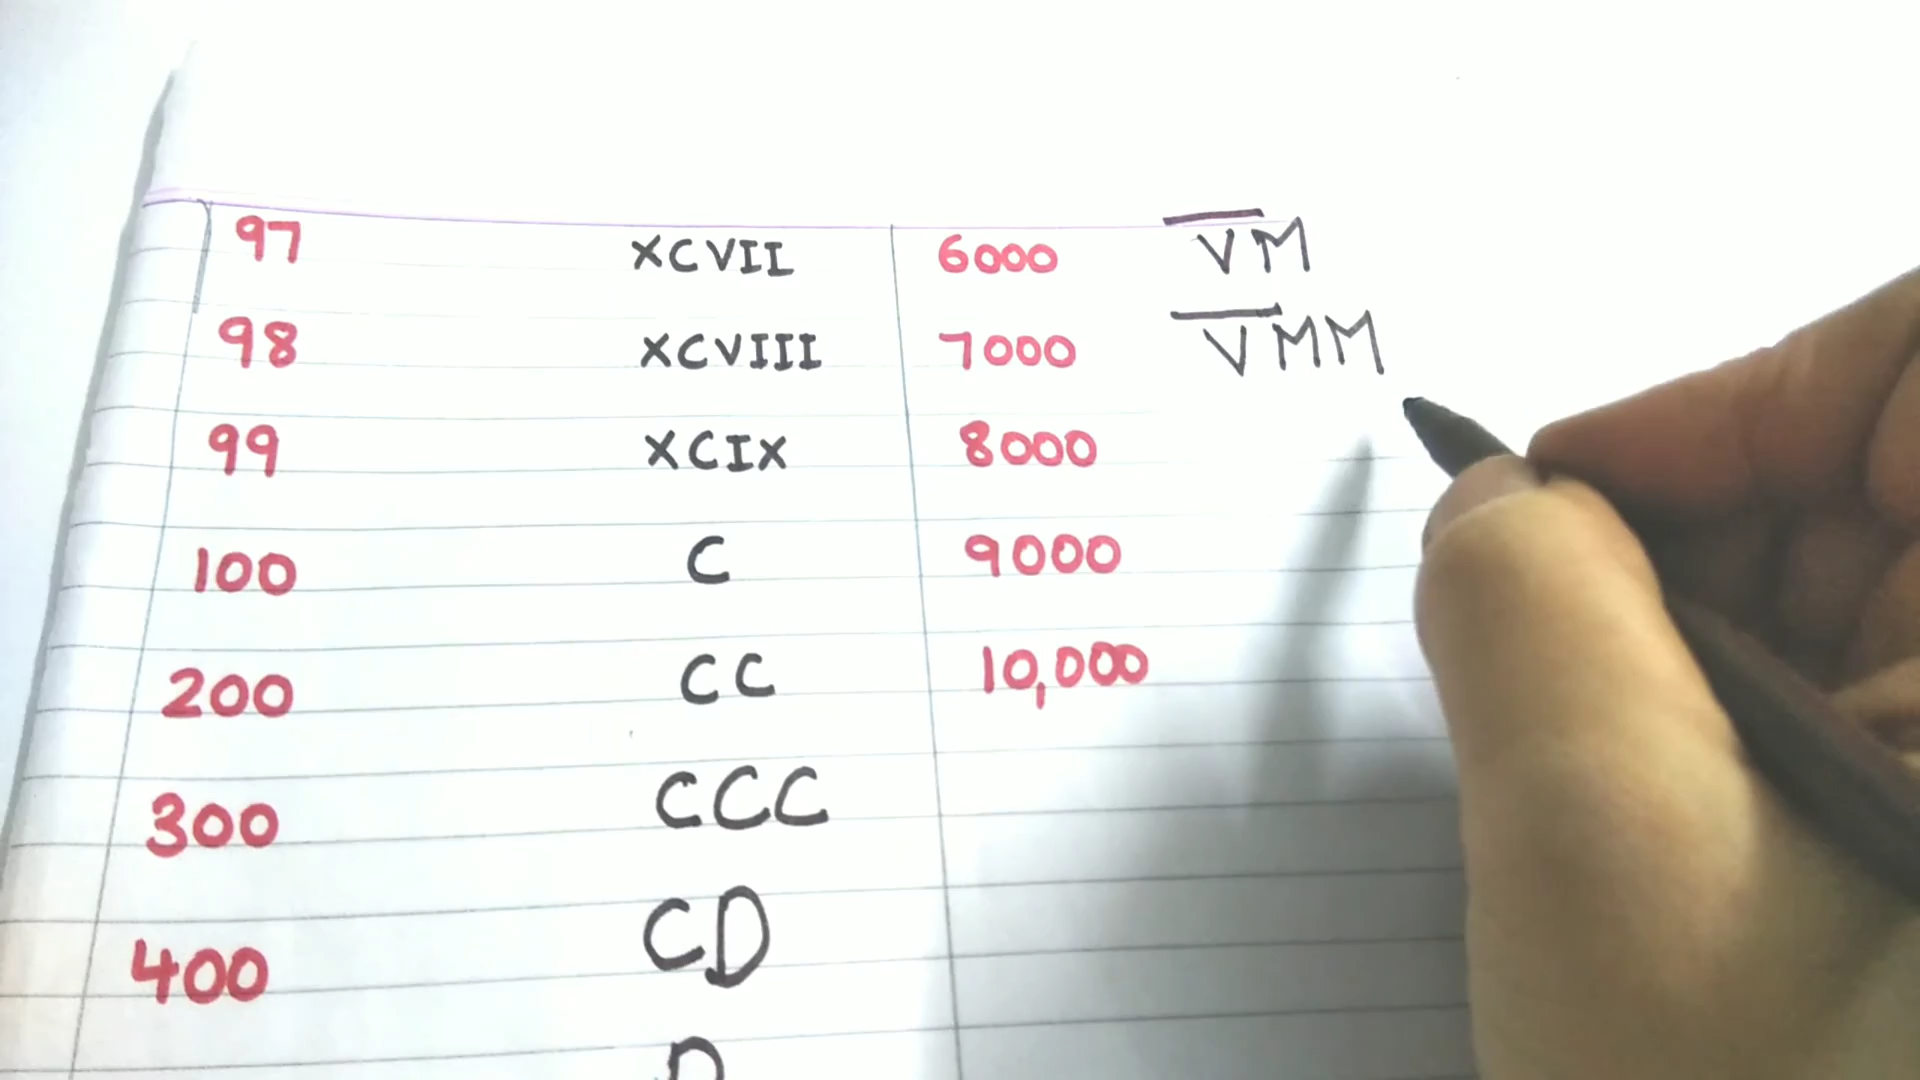 97 XCVII 6000 V̅M
98 XCVIII 7000 V̅MM
99 XCIX 8000
100 C 9000
200 CC 10,000
300 CCC
400 CD
D